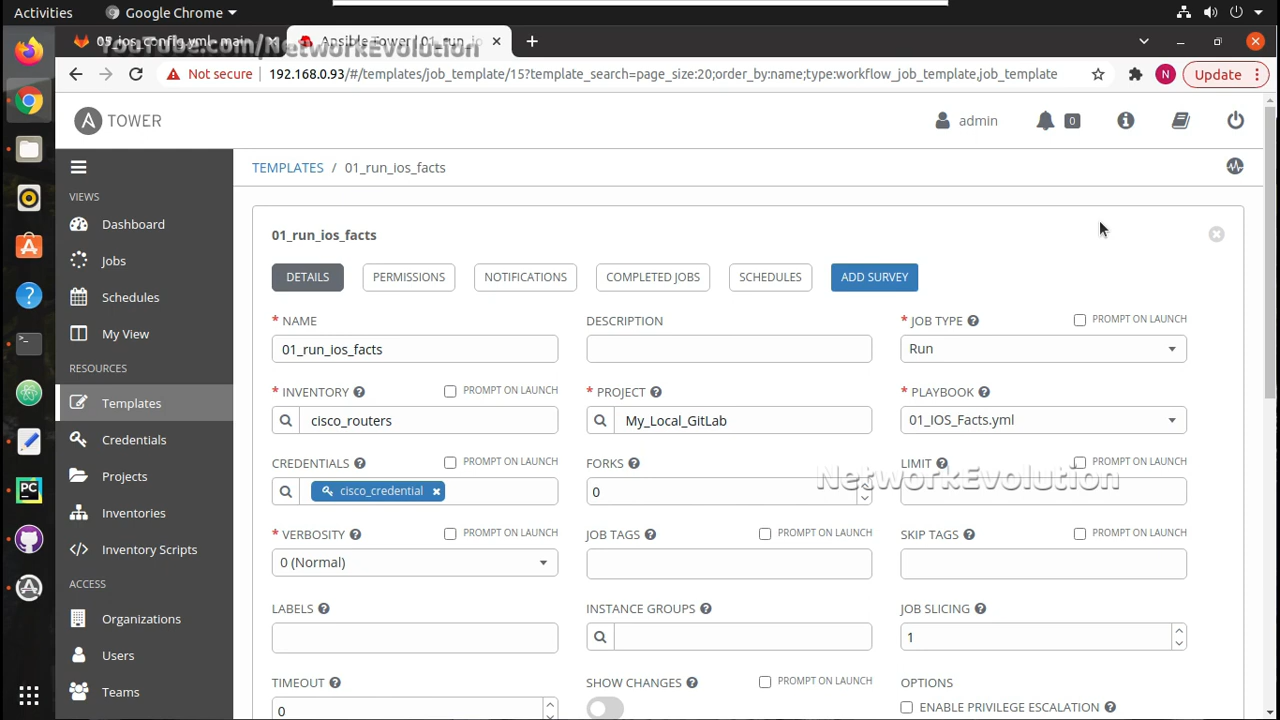 Activities
Google Chrome
05_ios_config.yml · main
Ansible Tower | 01_run_io
YouTube.com/NetworkEvolution
Not secure
192.168.0.93/#/templates/job_template/15?template_search=page_size:20;order_by:name;type:workflow_job_template,job_template
N
Update
A TOWER
admin
0
VIEWS
Dashboard
Jobs
Schedules
My View
RESOURCES
Templates
Credentials
Projects
Inventories
Inventory Scripts
ACCESS
Organizations
Users
Teams
TEMPLATES / 01_run_ios_facts
01_run_ios_facts
DETAILS PERMISSIONS NOTIFICATIONS COMPLETED JOBS SCHEDULES ADD SURVEY
* NAME
01_run_ios_facts
DESCRIPTION
* JOB TYPE PROMPT ON LAUNCH
Run
* INVENTORY PROMPT ON LAUNCH
cisco_routers
* PROJECT
My_Local_GitLab
* PLAYBOOK
01_IOS_Facts.yml
CREDENTIALS PROMPT ON LAUNCH
cisco_credential
FORKS
0
LIMIT PROMPT ON LAUNCH
NetworkEvolution
* VERBOSITY PROMPT ON LAUNCH
0 (Normal)
JOB TAGS PROMPT ON LAUNCH
SKIP TAGS PROMPT ON LAUNCH
LABELS
INSTANCE GROUPS
JOB SLICING
1
TIMEOUT
0
SHOW CHANGES PROMPT ON LAUNCH
OPTIONS
ENABLE PRIVILEGE ESCALATION